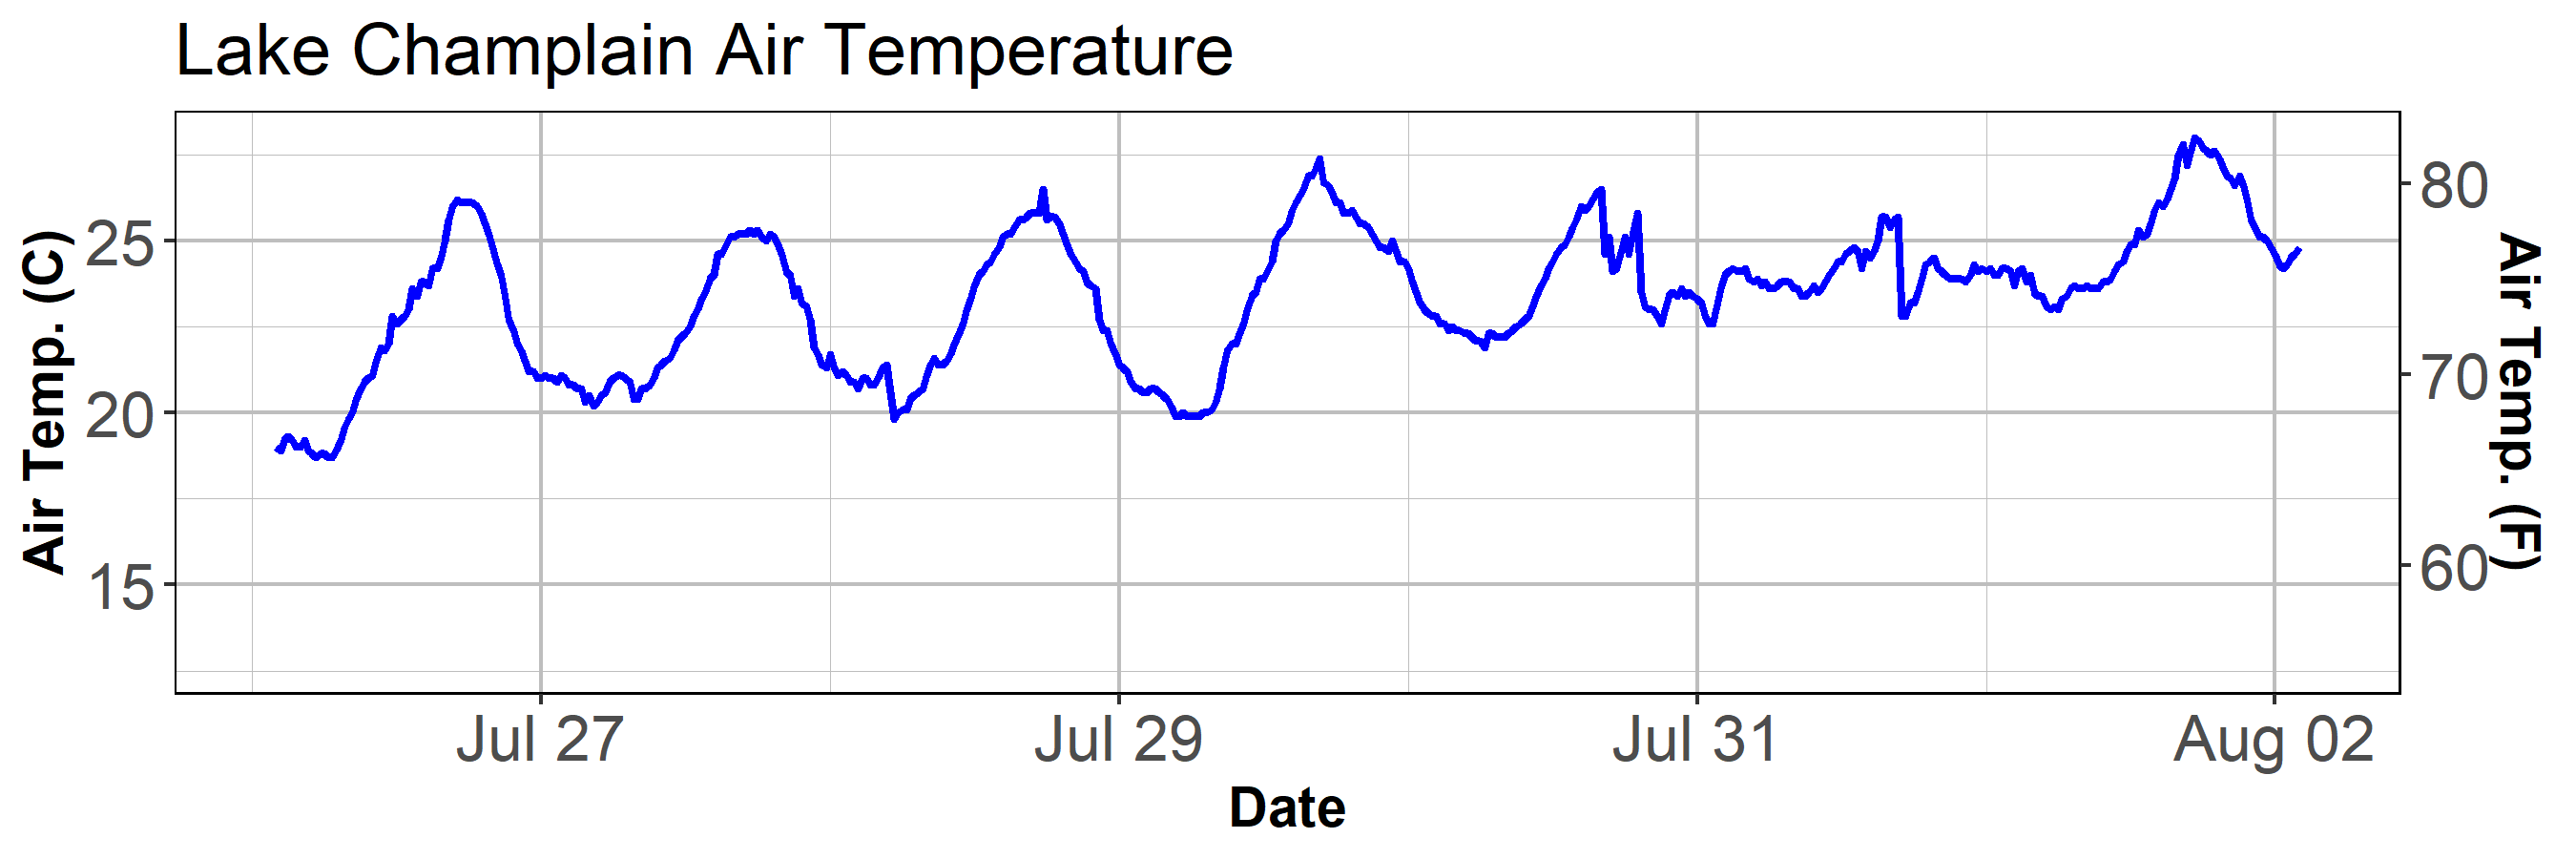 Lake Champlain Air Temperature
Air Temp. (C)
25
20
15
80
70
60
Air Temp. (F)
Jul 27
Jul 29
Jul 31
Aug 02
Date